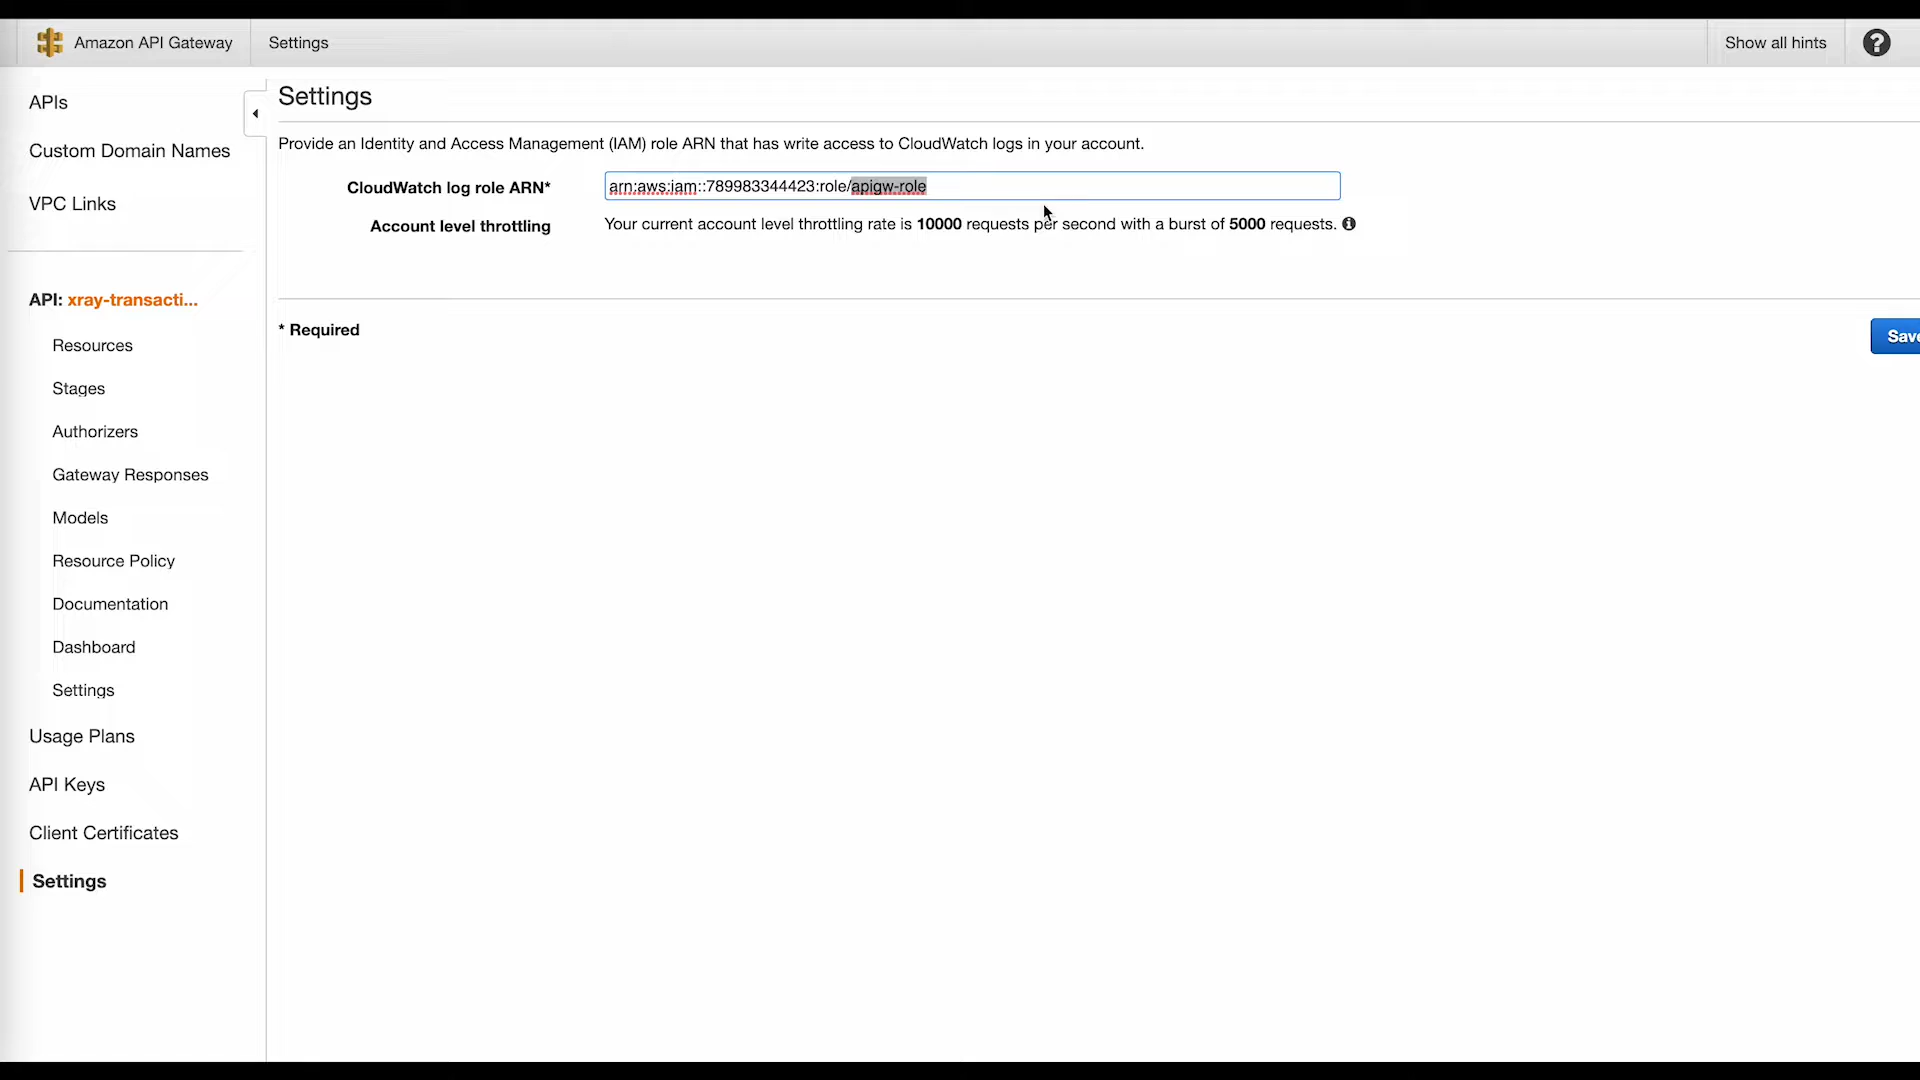 Amazon API Gateway
Settings
Show all hints
?
APIs
Custom Domain Names
VPC Links
API: xray-transacti...
Resources
Stages
Authorizers
Gateway Responses
Models
Resource Policy
Documentation
Dashboard
Settings
Usage Plans
API Keys
Client Certificates
Settings
Settings
Provide an Identity and Access Management (IAM) role ARN that has write access to CloudWatch logs in your account.
CloudWatch log role ARN* arn:aws:iam::789983344423:role/apigw-role
Account level throttling Your current account level throttling rate is 10000 requests per second with a burst of 5000 requests.
* Required
Save